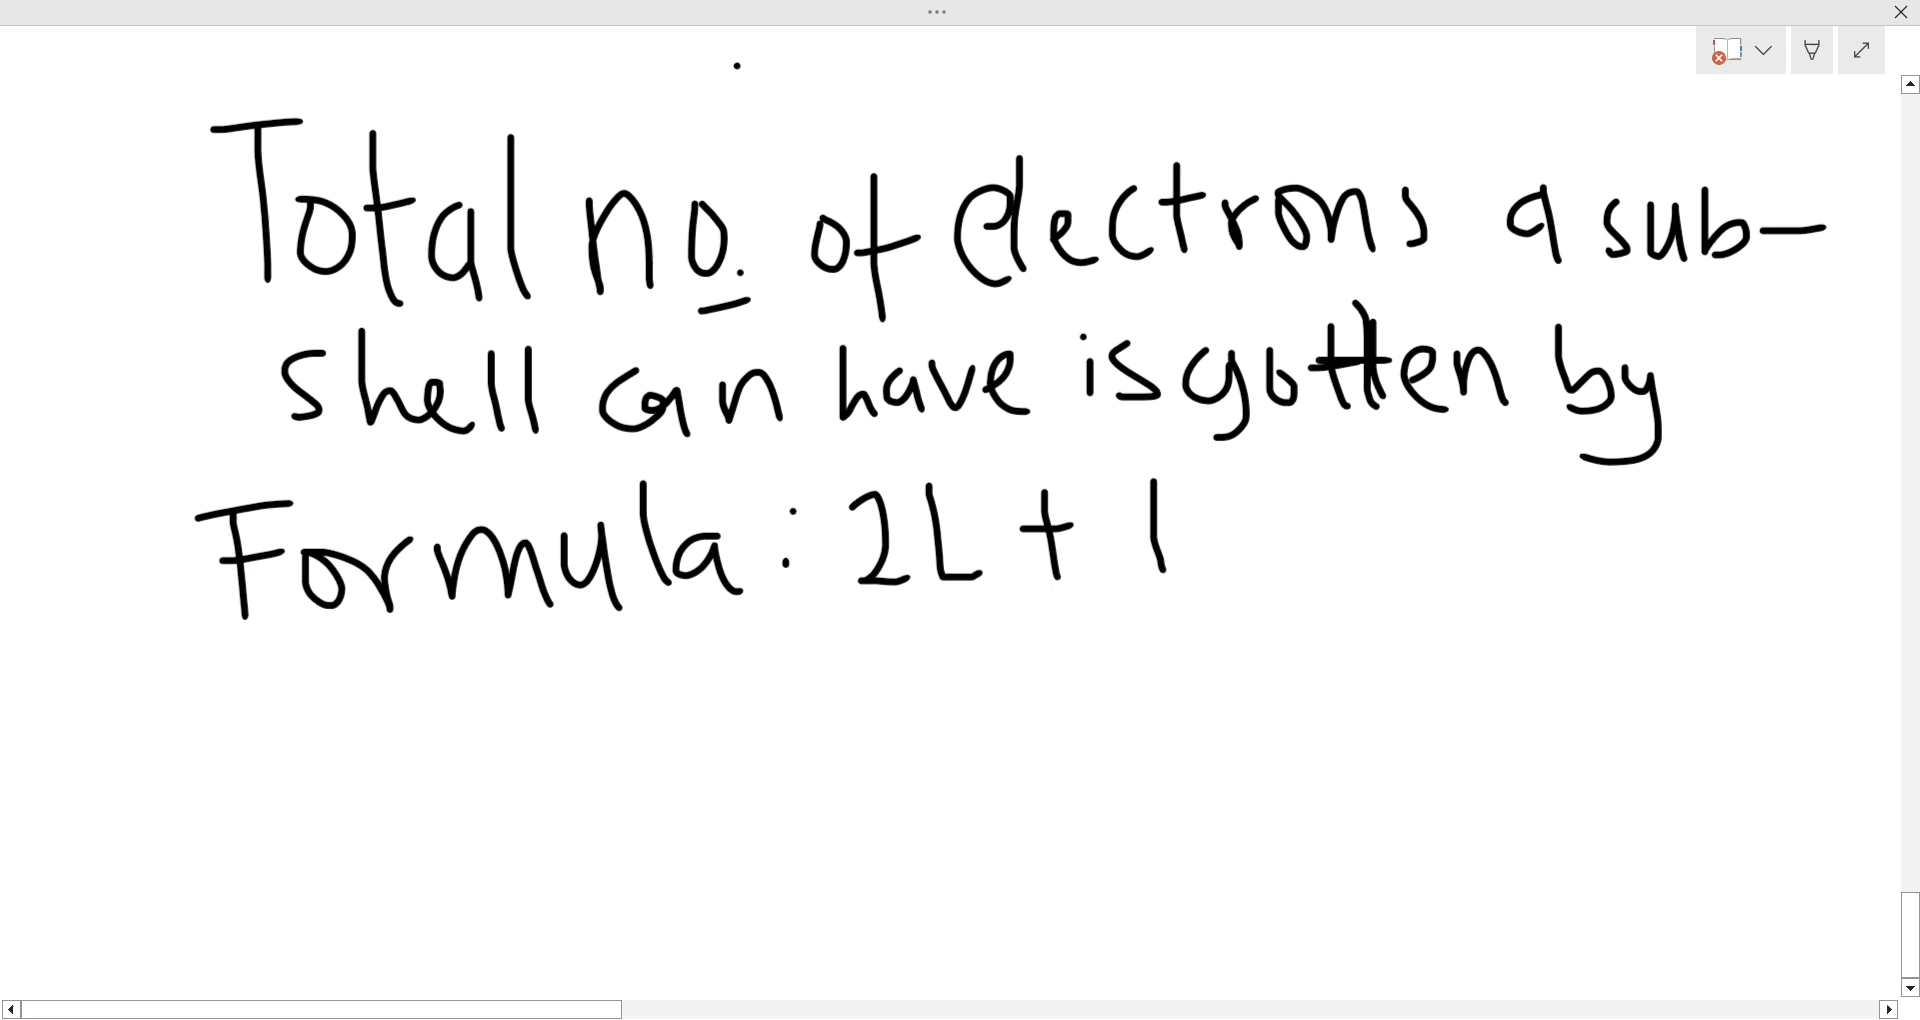 Total no. of electrons a sub-
shell can have is gotten by
Formula: 2L + 1